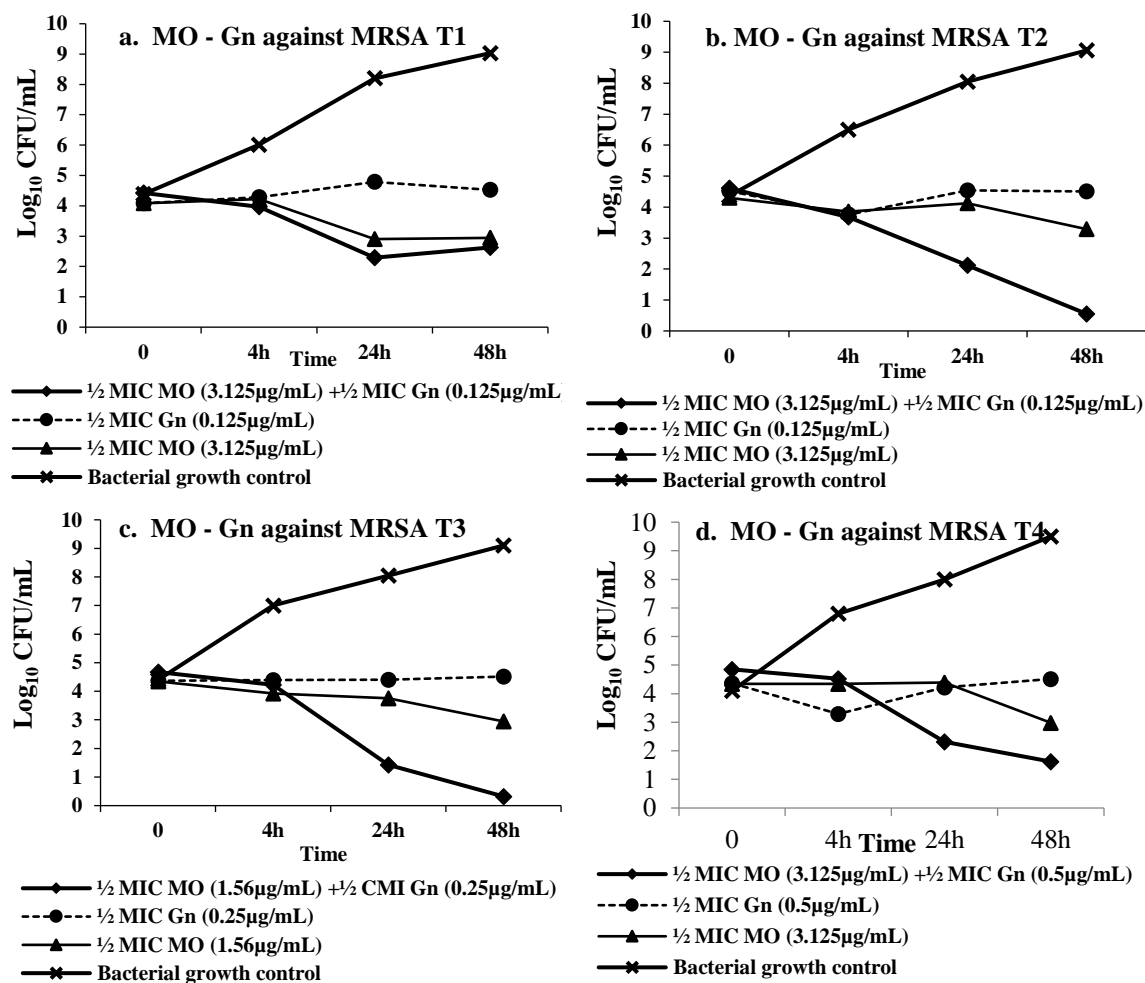 a. MO - Gn against MRSA T1
Log10 CFU/mL
10
9
8
7
6
5
4
3
2
1
0
0 4h 24h 48h
Time
½ MIC MO (3.125µg/mL) +½ MIC Gn (0.125µg/mL
½ MIC Gn (0.125µg/mL)
½ MIC MO (3.125µg/mL)
Bacterial growth control
b. MO - Gn against MRSA T2
Log10 CFU/mL
10
9
8
7
6
5
4
3
2
1
0
0 4h 24h 48h
Time
½ MIC MO (3.125µg/mL) +½ MIC Gn (0.125µg/mL)
½ MIC Gn (0.125µg/mL)
½ MIC MO (3.125µg/mL)
Bacterial growth control
c. MO - Gn against MRSA T3
Log10 CFU/mL
10
9
8
7
6
5
4
3
2
1
0
0 4h 24h 48h
Time
½ MIC MO (1.56µg/mL) +½ CMI Gn (0.25µg/mL)
½ MIC Gn (0.25µg/mL)
½ MIC MO (1.56µg/mL)
Bacterial growth control
d. MO - Gn against MRSA T4
Log10 CFU/mL
10
9
8
7
6
5
4
3
2
1
0
0 4h Time 24h 48h
½ MIC MO (3.125µg/mL) +½ MIC Gn (0.5µg/mL)
½ MIC Gn (0.5µg/mL)
½ MIC MO (3.125µg/mL)
Bacterial growth control